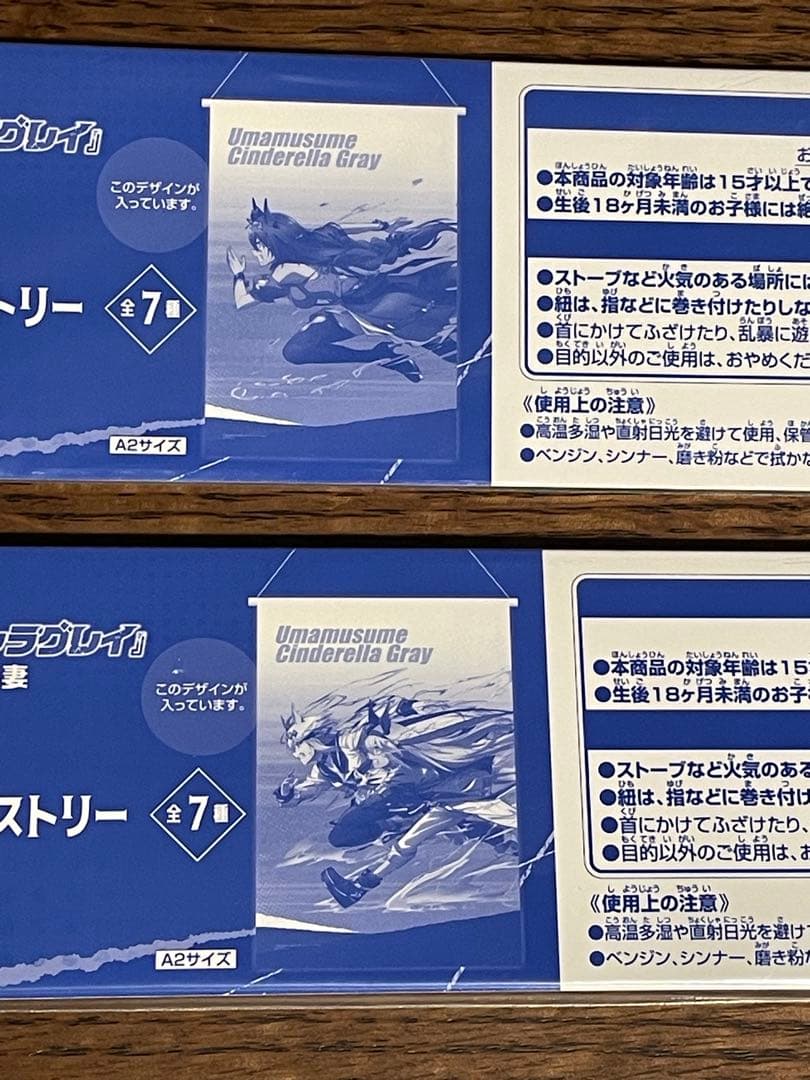 グレイ』
このデザインが
入っています。
トリー
全7種
Umamusume
Cinderella Gray
A2サイズ
お
●本商品の対象年齢は15才以上で
●生後18ヶ月未満のお子様には絶
●ストーブなど火気のある場所には
●紐は、指などに巻き付けたりしな
●首にかけてふざけたり、乱暴に遊
●目的以外のご使用は、おやめくだ
《使用上の注意》
●高温多湿や直射日光を避けて使用、保管
●ベンジン、シンナー、磨き粉などで拭かな
ラグレイ』
妻
このデザインが
入っています。
ストリー
全7種
Umamusume
Cinderella Gray
A2サイズ
●本商品の対象年齢は15
●生後18ヶ月未満のお子
●ストーブなど火気のある
●紐は、指などに巻き付け
●首にかけてふざけたり、
●目的以外のご使用は、お
《使用上の注意》
●高温多湿や直射日光を避け
●ベンジン、シンナー、磨き粉な